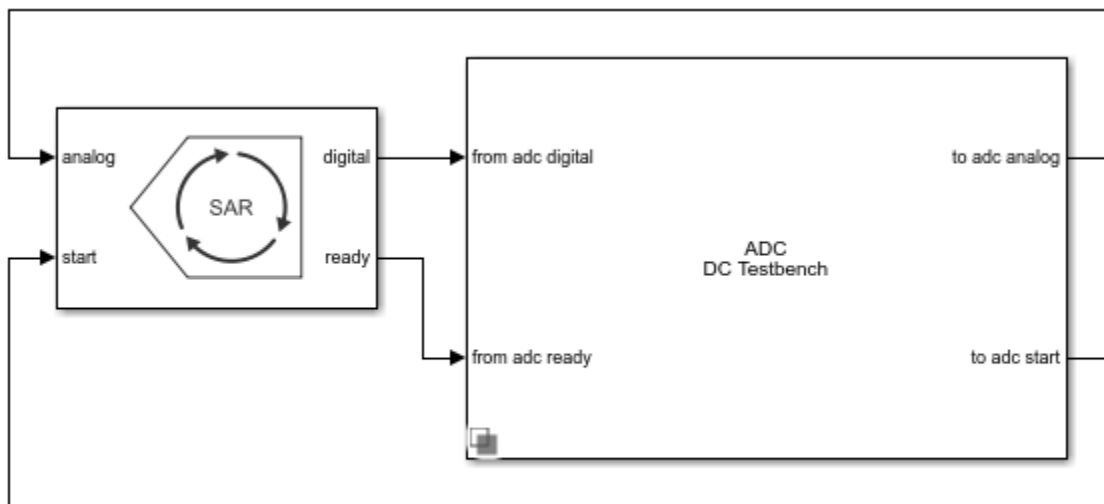 analog
SAR
digital
start
ready
from adc digital
to adc analog
ADC
DC Testbench
from adc ready
to adc start